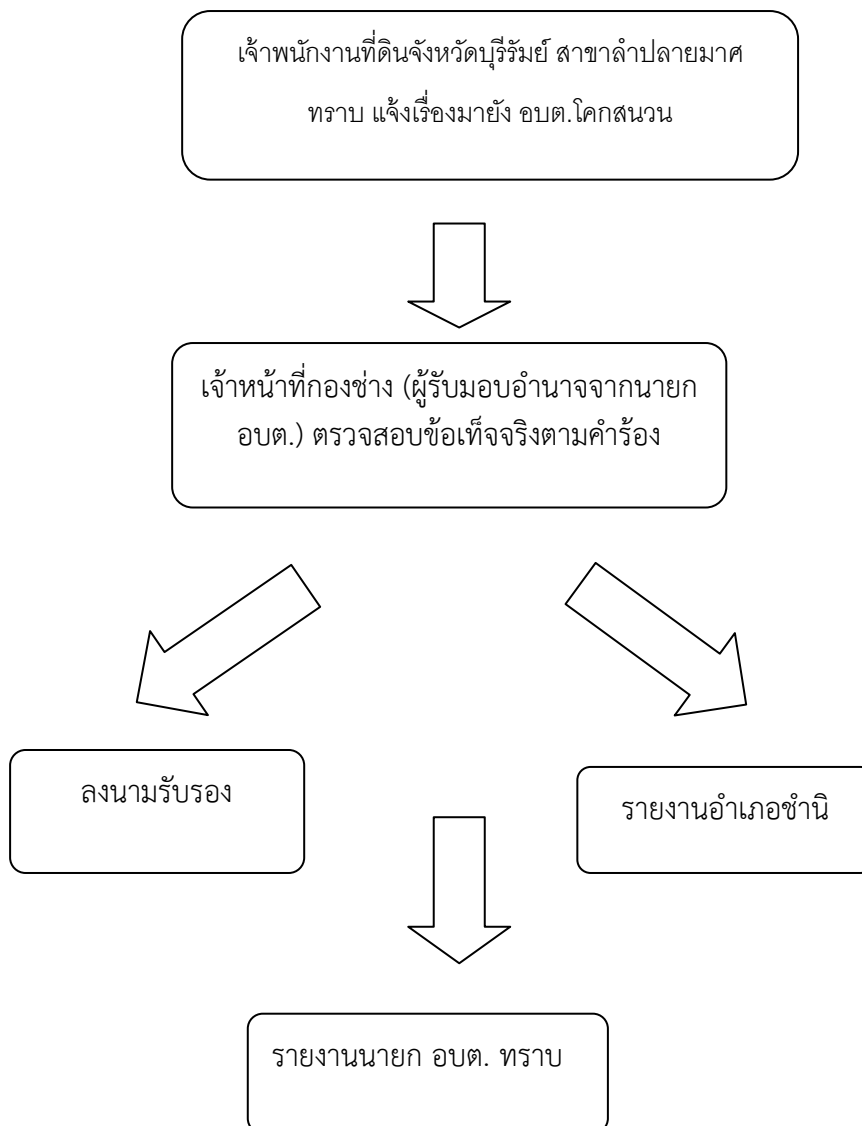 เจ้าพนักงานที่ดินจังหวัดบุรีรัมย์ สาขาลำปลายมาศ
ทราบ แจ้งเรื่องมายัง อบต.โคกสนวน
เจ้าหน้าที่กองช่าง (ผู้รับมอบอำนาจจากนายก
อบต.) ตรวจสอบข้อเท็จจริงตามคำร้อง
ลงนามรับรอง
รายงานอำเภอชำนิ
รายงานนายก อบต. ทราบ